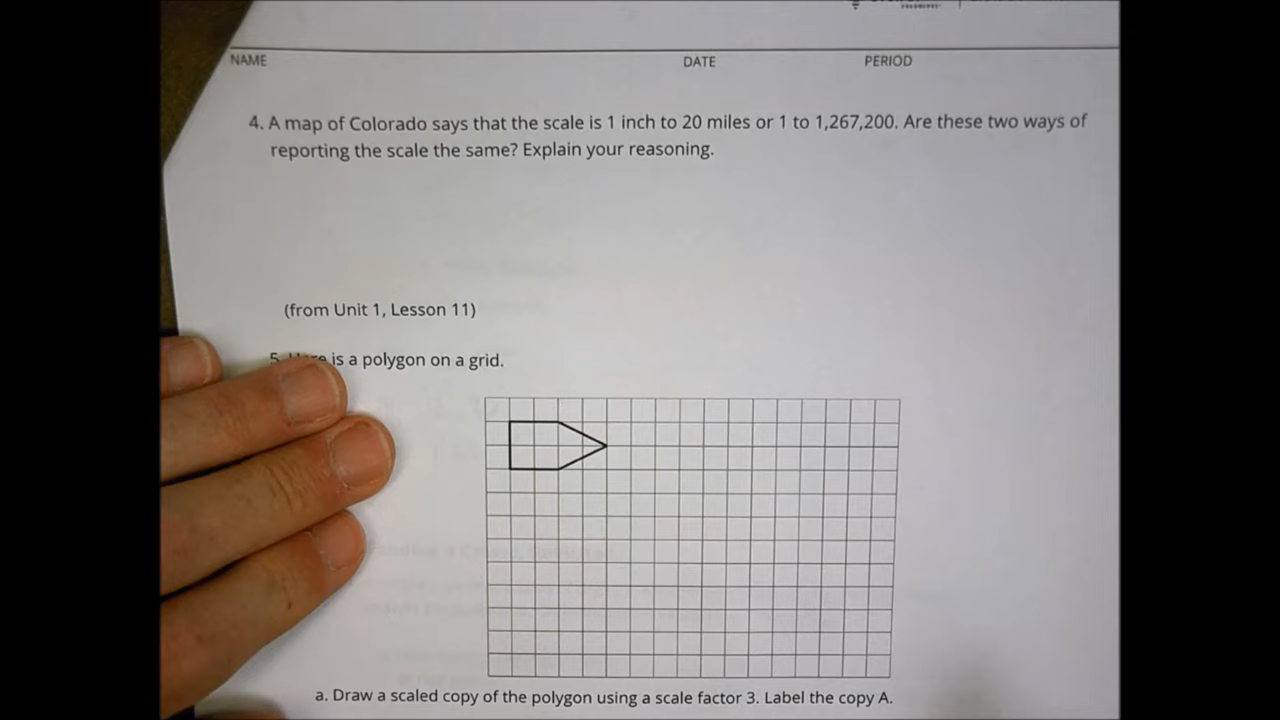 NAME DATE PERIOD
4. A map of Colorado says that the scale is 1 inch to 20 miles or 1 to 1,267,200. Are these two ways of
reporting the scale the same? Explain your reasoning.
(from Unit 1, Lesson 11)
5. is a polygon on a grid.
a. Draw a scaled copy of the polygon using a scale factor 3. Label the copy A.